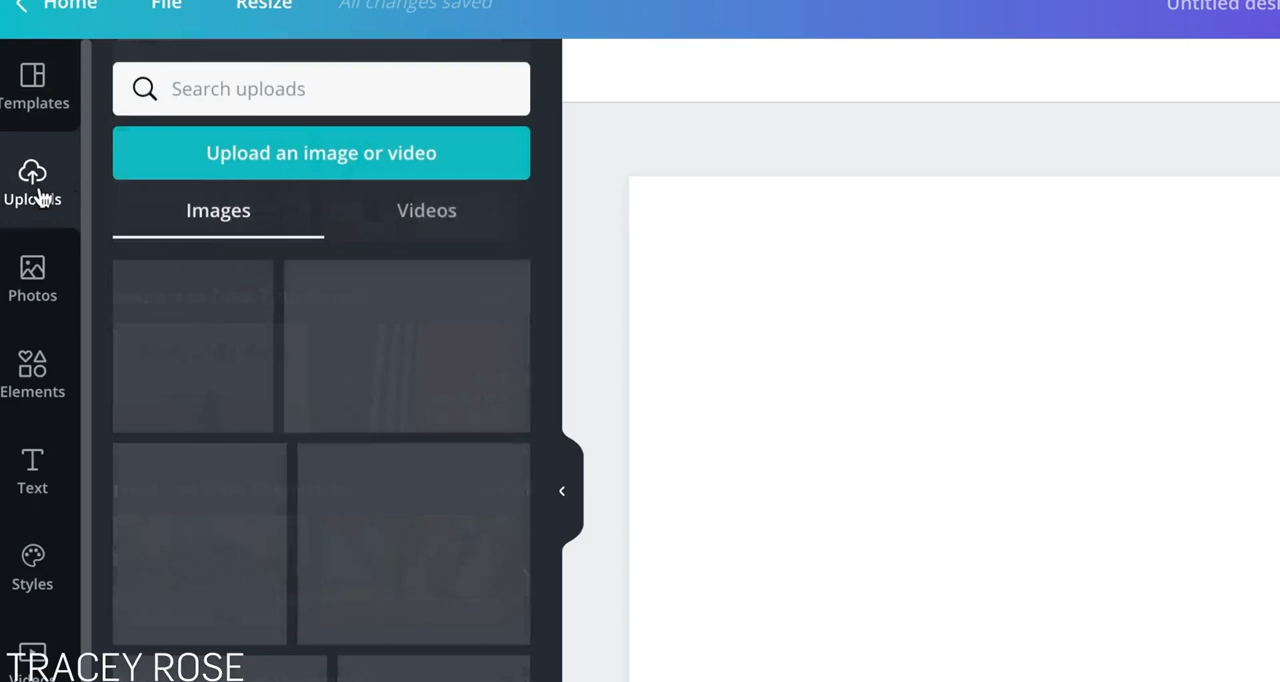 Home File Resize All changes saved
Untitled desi
Templates
Search uploads
Upload an image or video
Uploads
Images Videos
Photos
Elements
Text
Styles
Videos
TRACEY ROSE